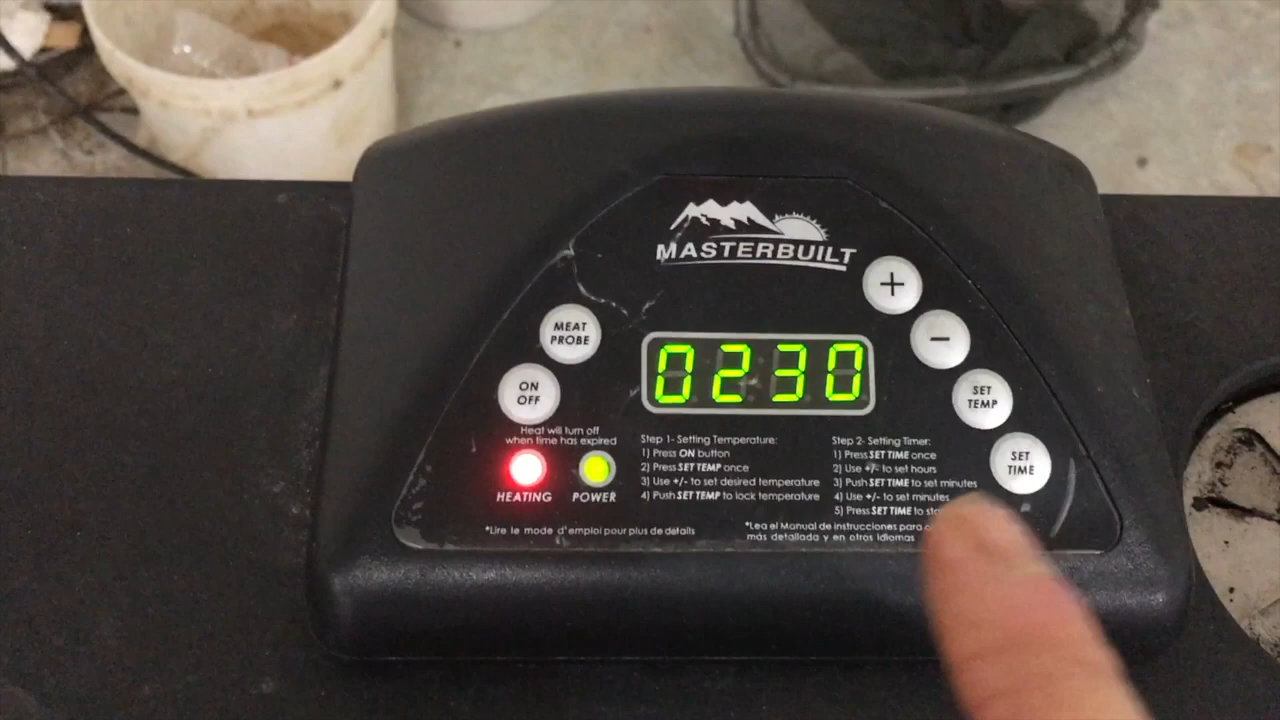 MASTERBUILT
+
MEAT
PROBE
−
0230
ON
OFF
SET
TEMP
Heat will turn off
when time has expired
HEATING
POWER
Step 1- Setting Temperature:
1) Press ON button
2) Press SET TEMP once
3) Use +/- to set desired temperature
4) Push SET TEMP to lock temperature
Step 2- Setting Timer:
1) Press SET TIME once
2) Use +/- to set hours
3) Push SET TIME to set minutes
4) Use +/- to set minutes
5) Press SET TIME to
SET
TIME
*Lire le mode d'emploi pour plus de détails
*Lea el Manual de instrucciones para
más detallada y en otros idiomas